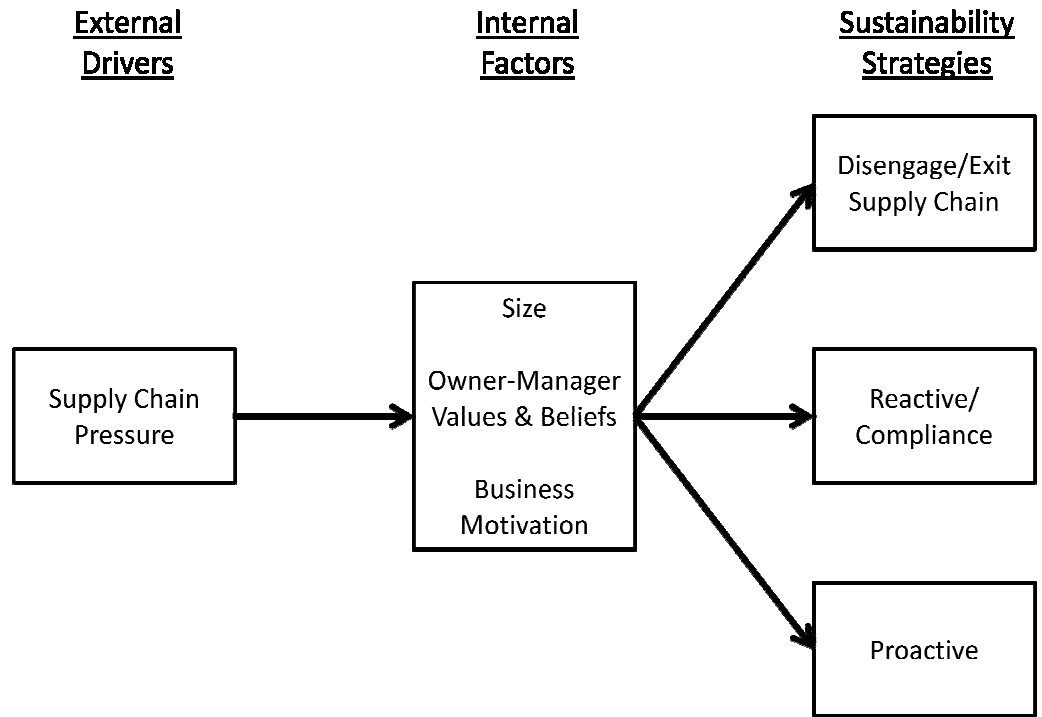 External
Drivers
Internal
Factors
Sustainability
Strategies
Supply Chain
Pressure
Size
Owner-Manager
Values & Beliefs
Business
Motivation
Disengage/Exit
Supply Chain
Reactive/
Compliance
Proactive